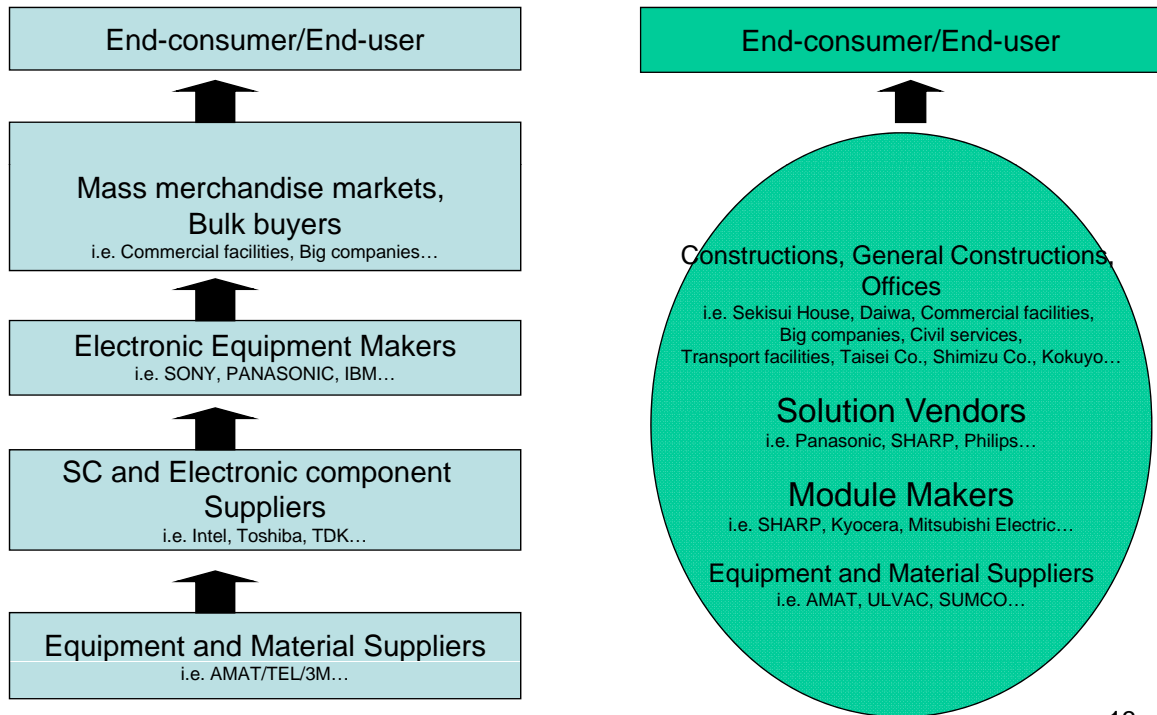 End-consumer/End-user
Mass merchandise markets,
Bulk buyers
i.e. Commercial facilities, Big companies…
Electronic Equipment Makers
i.e. SONY, PANASONIC, IBM…
SC and Electronic component
Suppliers
i.e. Intel, Toshiba, TDK…
Equipment and Material Suppliers
i.e. AMAT/TEL/3M…
End-consumer/End-user
Constructions, General Constructions,
Offices
i.e. Sekisui House, Daiwa, Commercial facilities,
Big companies, Civil services,
Transport facilities, Taisei Co., Shimizu Co., Kokuyo…
Solution Vendors
i.e. Panasonic, SHARP, Philips…
Module Makers
i.e. SHARP, Kyocera, Mitsubishi Electric…
Equipment and Material Suppliers
i.e. AMAT, ULVAC, SUMCO…